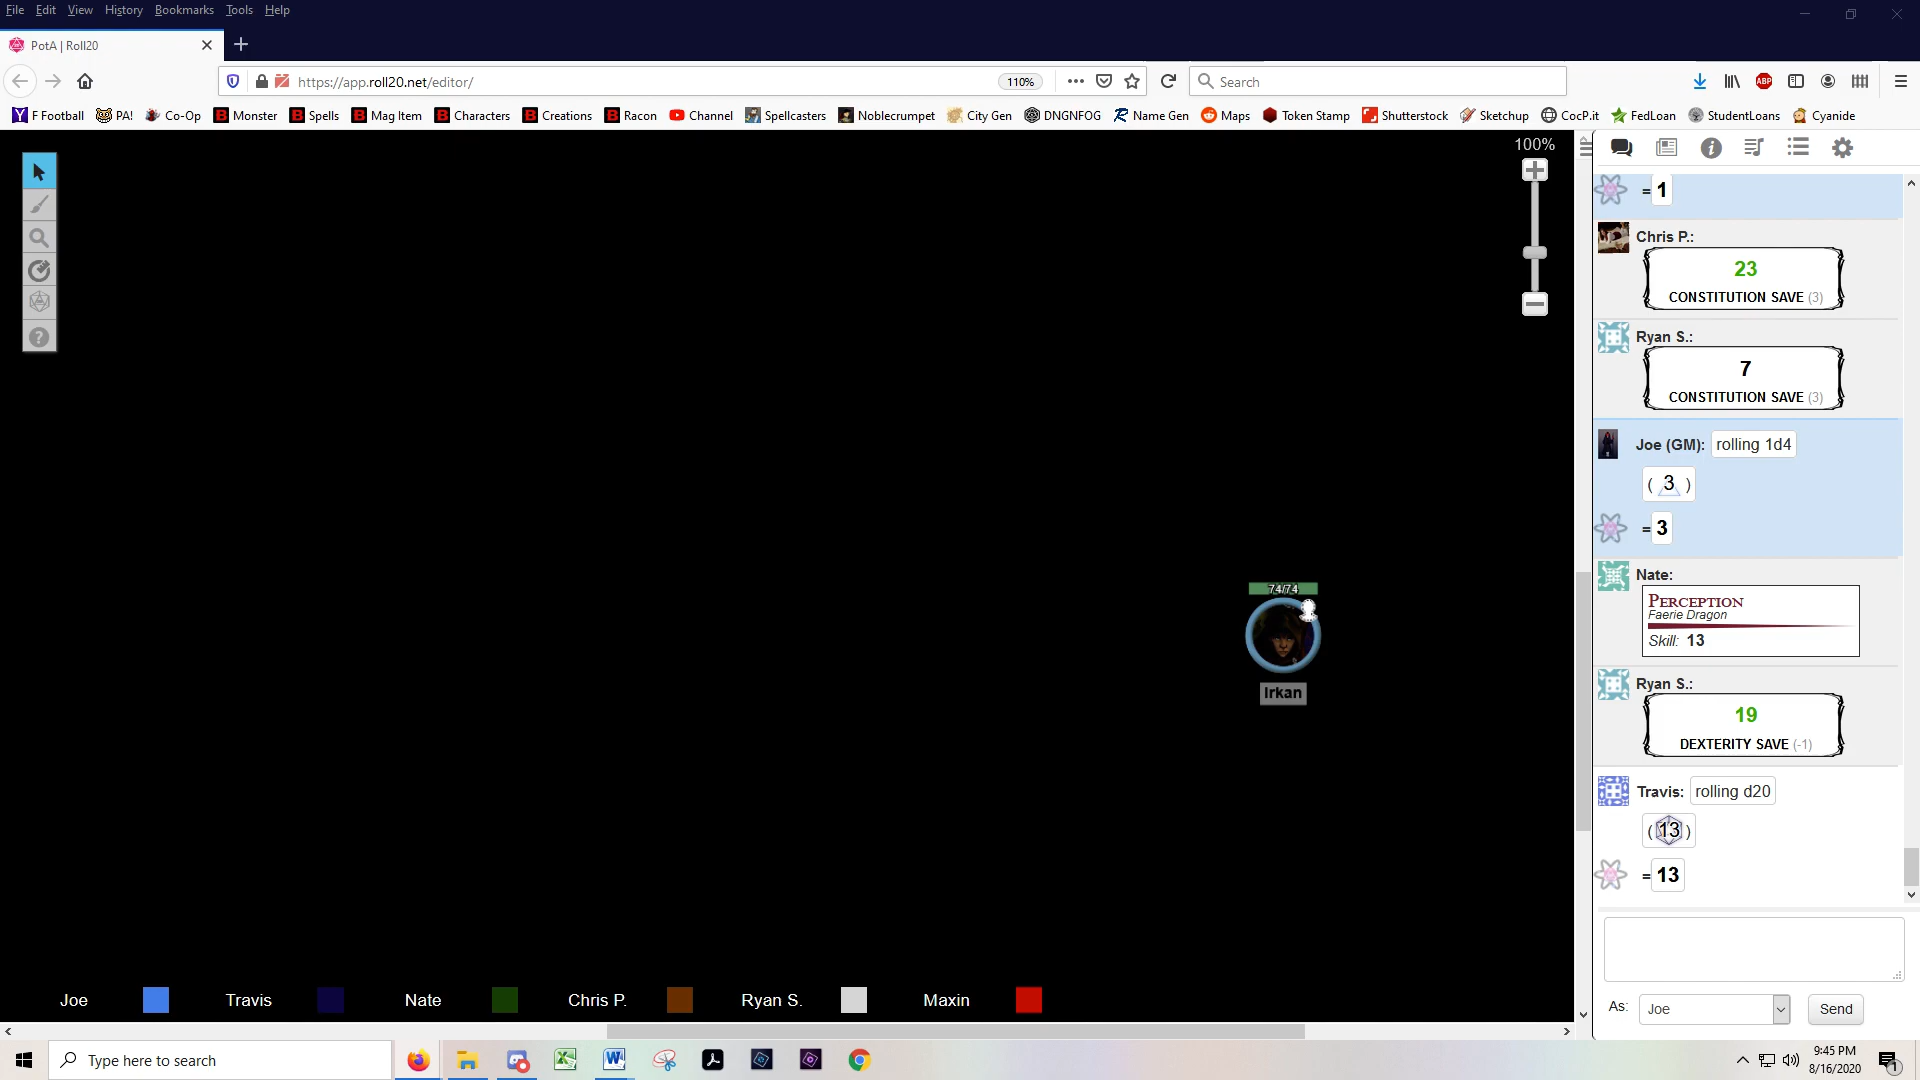 File Edit View History Bookmarks Tools Help
PotA | Roll20
https://app.roll20.net/editor/
110%
Search
F Football PA! Co-Op Monster Spells Mag Item Characters Creations Racon Channel Spellcasters Noblecrumpet City Gen DNGNFOG Name Gen Maps Token Stamp Shutterstock Sketchup CocP.it FedLoan StudentLoans Cyanide
100%
= 1
Chris P.:
23
CONSTITUTION SAVE (3)
Ryan S.:
7
CONSTITUTION SAVE (3)
Joe (GM): rolling 1d4
( 3 )
= 3
Nate:
PERCEPTION
Faerie Dragon
Skill: 13
Ryan S.:
19
DEXTERITY SAVE (-1)
Travis: rolling d20
( 13 )
= 13
74/74
Irkan
Joe Travis Nate Chris P. Ryan S. Maxin
As: Joe Send
Type here to search
9:45 PM
8/16/2020
1